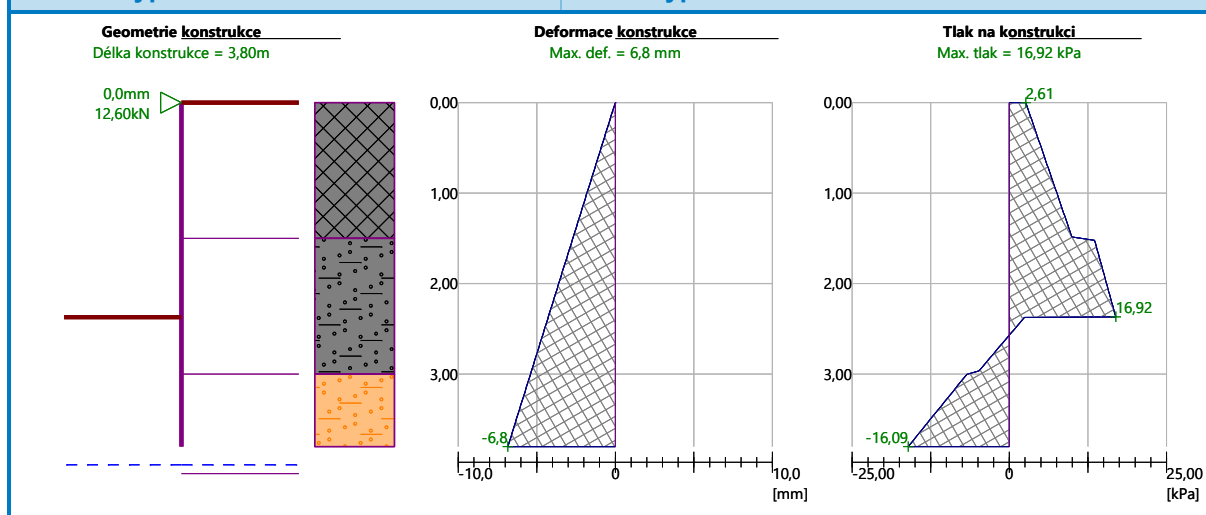 Geometrie konstrukce
Délka konstrukce = 3,80m
0,0mm
12,60kN
Deformace konstrukce
Max. def. = 6,8 mm
0,00
1,00
2,00
3,00
-6,8
-10,0
0
10,0
[mm]
Tlak na konstrukci
Max. tlak = 16,92 kPa
0,00
2,61
1,00
2,00
16,92
3,00
-16,09
-25,00
0
25,00
[kPa]